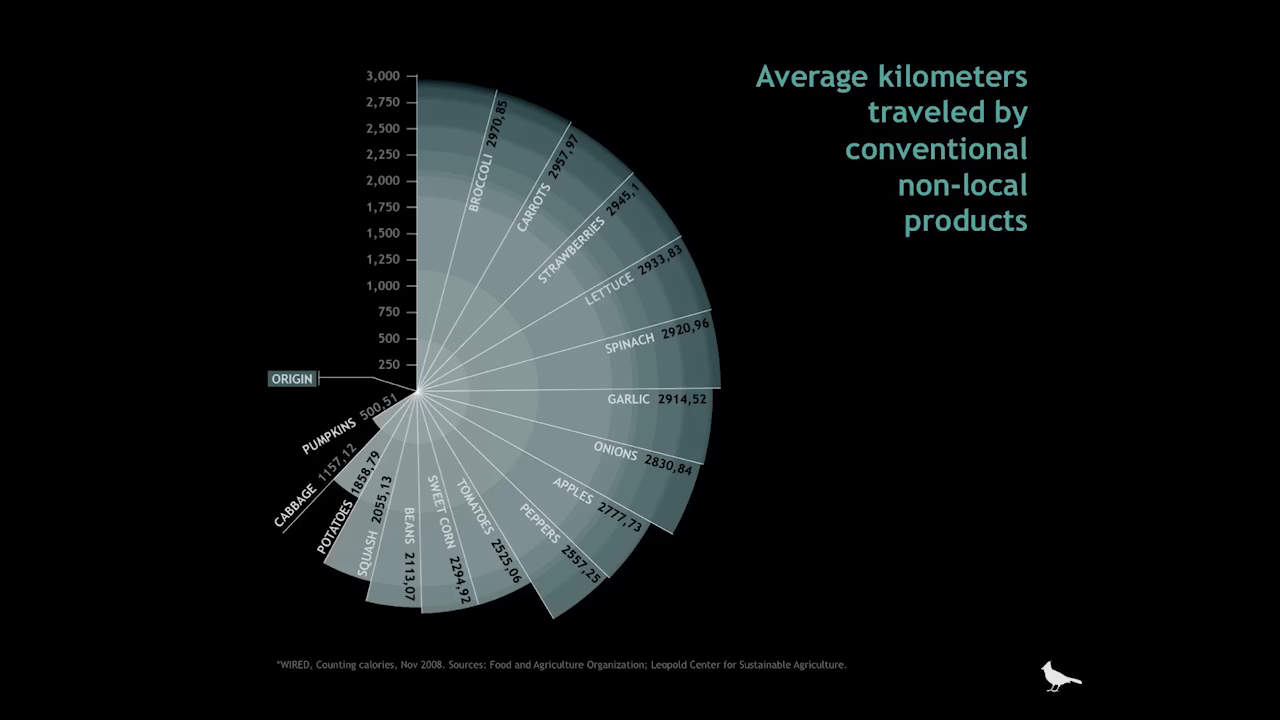 Average kilometers
traveled by
conventional
non-local
products
3,000
2,750
2,500
2,250
2,000
1,750
1,500
1,250
1,000
750
500
250
ORIGIN
BROCCOLI 2970,85
CARROTS 2957,97
STRAWBERRIES 2945,1
LETTUCE 2933,83
SPINACH 2920,96
GARLIC 2914,52
ONIONS 2830,84
APPLES 2777,73
PEPPERS 2557,25
TOMATOES 2525,06
SWEET CORN 2294,92
BEANS 2113,07
SQUASH 2055,13
POTATOES 1858,79
CABBAGE 1157,12
PUMPKINS 500,51
*WIRED, Counting calories, Nov 2008. Sources: Food and Agriculture Organization; Leopold Center for Sustainable Agriculture.